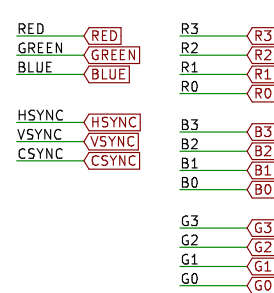 RED RED
GREEN GREEN
BLUE BLUE
HSYNC HSYNC
VSYNC VSYNC
CSYNC CSYNC
R3 R3
R2 R2
R1 R1
R0 R0
B3 B3
B2 B2
B1 B1
B0 B0
G3 G3
G2 G2
G1 G1
G0 G0